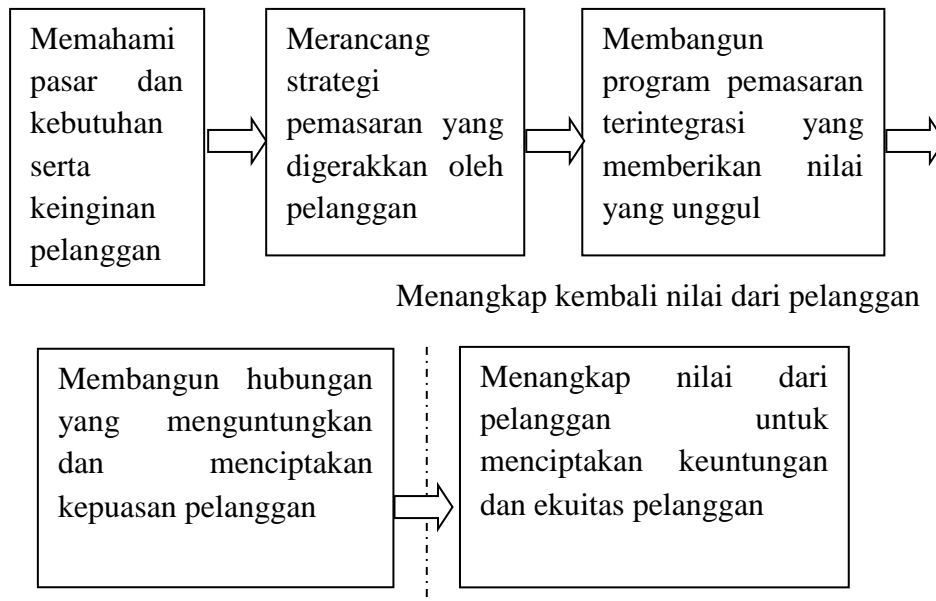 Memahami
pasar dan
kebutuhan
serta
keinginan
pelanggan
Merancang
strategi
pemasaran yang
digerakkan oleh
pelanggan
Membangun
program pemasaran
terintegrasi yang
memberikan nilai
yang unggul
Menangkap kembali nilai dari pelanggan
Membangun hubungan
yang menguntungkan
dan menciptakan
kepuasan pelanggan
Menangkap nilai dari
pelanggan untuk
menciptakan keuntungan
dan ekuitas pelanggan